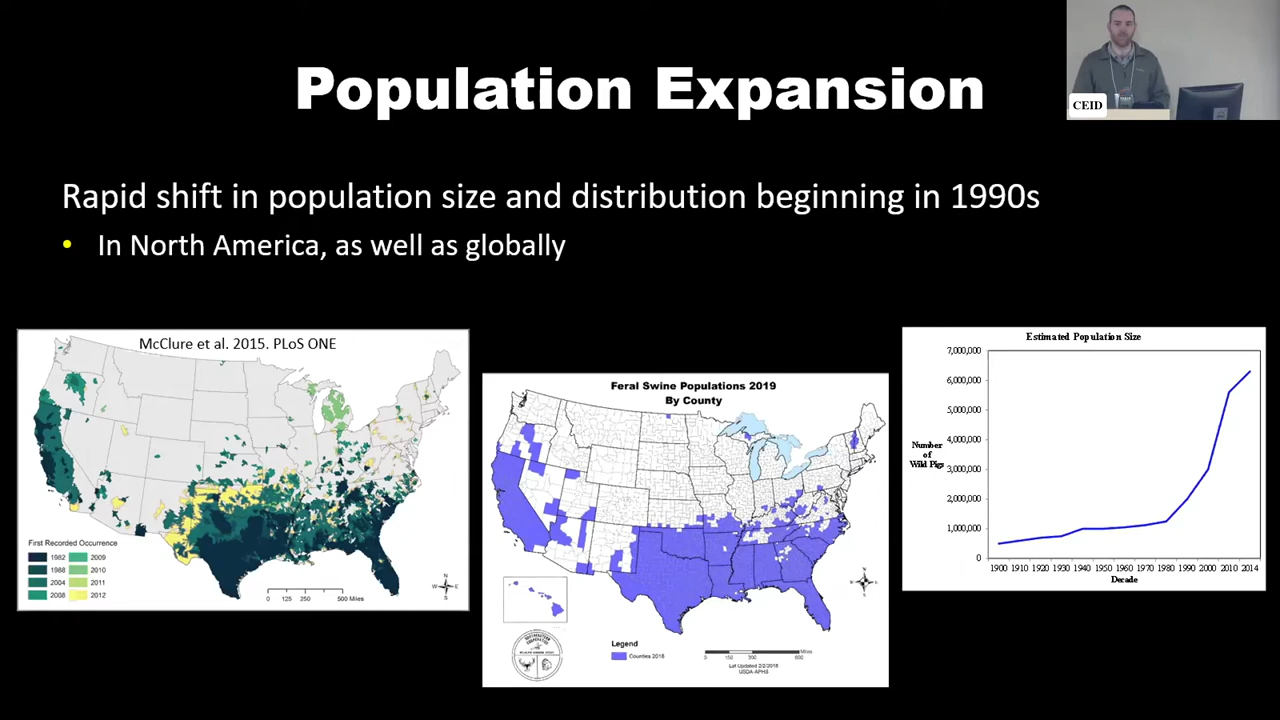 Population Expansion
CEID
Rapid shift in population size and distribution beginning in 1990s
• In North America, as well as globally
McClure et al. 2015. PLoS ONE
First Recorded Occurrence
1982 2009
1988 2010
2004 2011
2008 2012
N
0 125 250 500 Miles
Feral Swine Populations 2019
By County
Legend
Counties 2018
0 150 300 600 Miles
Last Updated 2/2/2018
USDA-APHS
Estimated Population Size
7,000,000
6,000,000
5,000,000
4,000,000
3,000,000
2,000,000
1,000,000
0
Number
of
Wild Pigs
1900 1910 1920 1930 1940 1950 1960 1970 1980 1990 2000 2010 2014
Decade